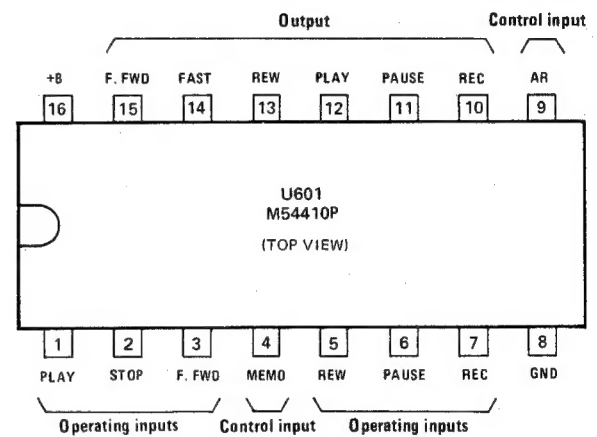 Output Control input
+B F. FWD FAST REW PLAY PAUSE REC AR
16 15 14 13 12 11 10 9
U601
M54410P
(TOP VIEW)
1 2 3 4 5 6 7 8
PLAY STOP F. FWD MEMO REW PAUSE REC GND
Operating inputs Control input Operating inputs